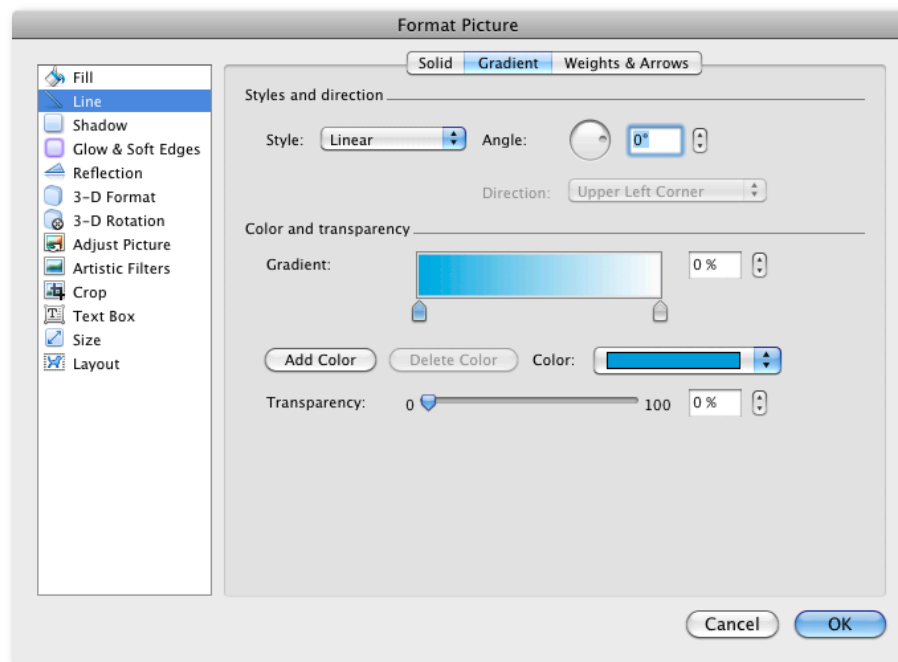 Format Picture
Solid Gradient Weights & Arrows
Fill
Line
Shadow
Glow & Soft Edges
Reflection
3-D Format
3-D Rotation
Adjust Picture
Artistic Filters
Crop
Text Box
Size
Layout
Styles and direction
Style: Linear Angle: 0°
Direction: Upper Left Corner
Color and transparency
Gradient: 0 %
Add Color Delete Color Color:
Transparency: 0 100 0 %
Cancel OK